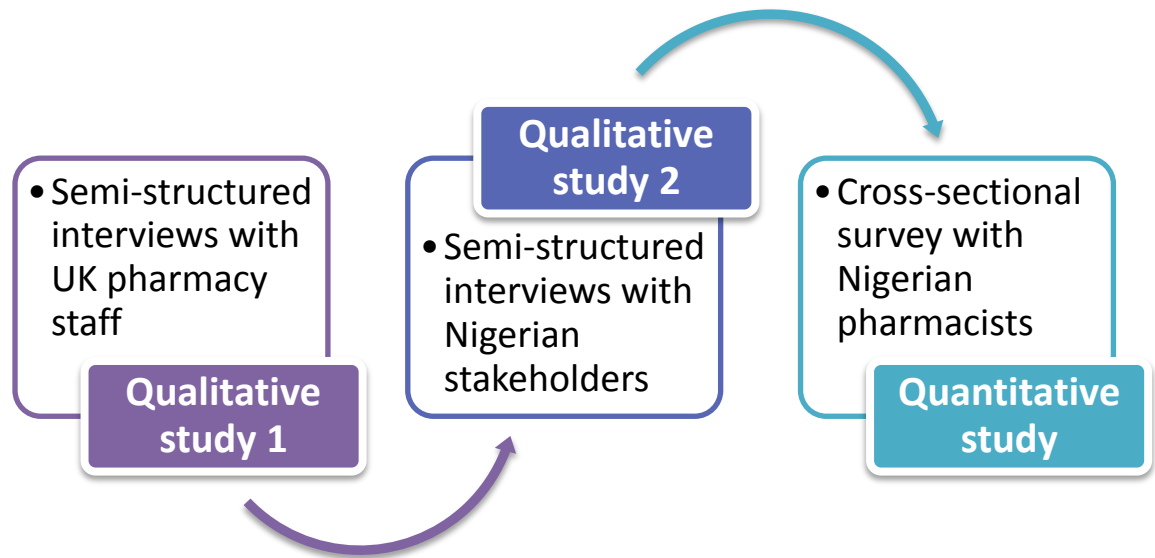 • Semi-structured
interviews with
UK pharmacy
staff
Qualitative
study 1
Qualitative
study 2
• Semi-structured
interviews with
Nigerian
stakeholders
• Cross-sectional
survey with
Nigerian
pharmacists
Quantitative
study